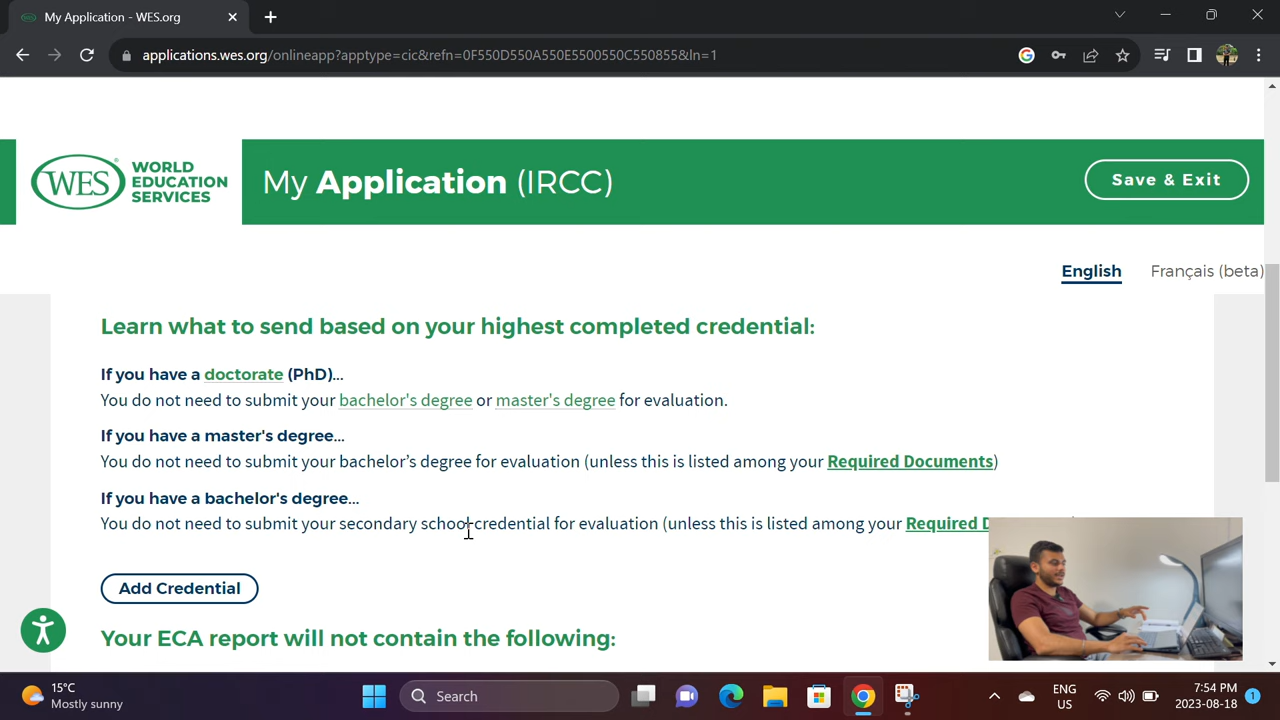 My Application - WES.org
applications.wes.org/onlineapp?apptype=cic&refn=0F550D550A550E5500550C550855&ln=1
WES
WORLD
EDUCATION
SERVICES
My Application (IRCC)
Save & Exit
English
Français (beta)
Learn what to send based on your highest completed credential:
If you have a doctorate (PhD)...
You do not need to submit your bachelor's degree or master's degree for evaluation.
If you have a master's degree...
You do not need to submit your bachelor’s degree for evaluation (unless this is listed among your Required Documents)
If you have a bachelor's degree...
You do not need to submit your secondary school credential for evaluation (unless this is listed among your Required
Add Credential
Your ECA report will not contain the following:
15°C
Mostly sunny
Search
ENG
US
7:54 PM
2023-08-18
1